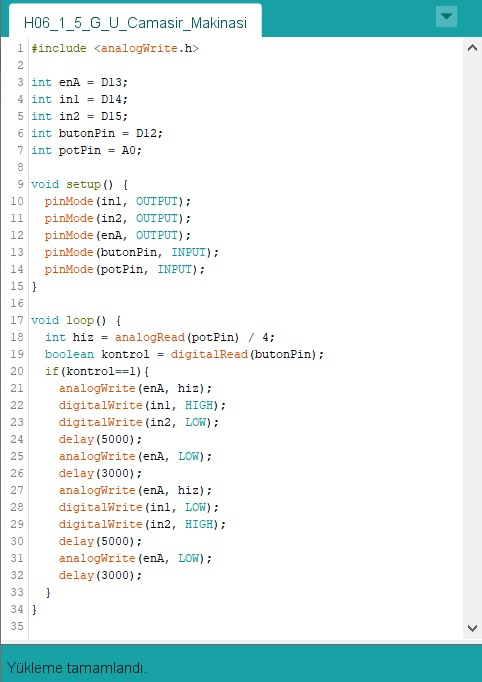 H06_1_5_G_U_Camasir_Makinasi
1 #include <analogWrite.h>
2
3 int enA = D13;
4 int in1 = D14;
5 int in2 = D15;
6 int butonPin = D12;
7 int potPin = A0;
8
9 void setup() {
10 pinMode(in1, OUTPUT);
11 pinMode(in2, OUTPUT);
12 pinMode(enA, OUTPUT);
13 pinMode(butonPin, INPUT);
14 pinMode(potPin, INPUT);
15 }
16
17 void loop() {
18 int hiz = analogRead(potPin) / 4;
19 boolean kontrol = digitalRead(butonPin);
20 if(kontrol==1){
21 analogWrite(enA, hiz);
22 digitalWrite(in1, HIGH);
23 digitalWrite(in2, LOW);
24 delay(5000);
25 analogWrite(enA, LOW);
26 delay(3000);
27 analogWrite(enA, hiz);
28 digitalWrite(in1, LOW);
29 digitalWrite(in2, HIGH);
30 delay(5000);
31 analogWrite(enA, LOW);
32 delay(3000);
33 }
34 }
35
Yükleme tamamlandı.